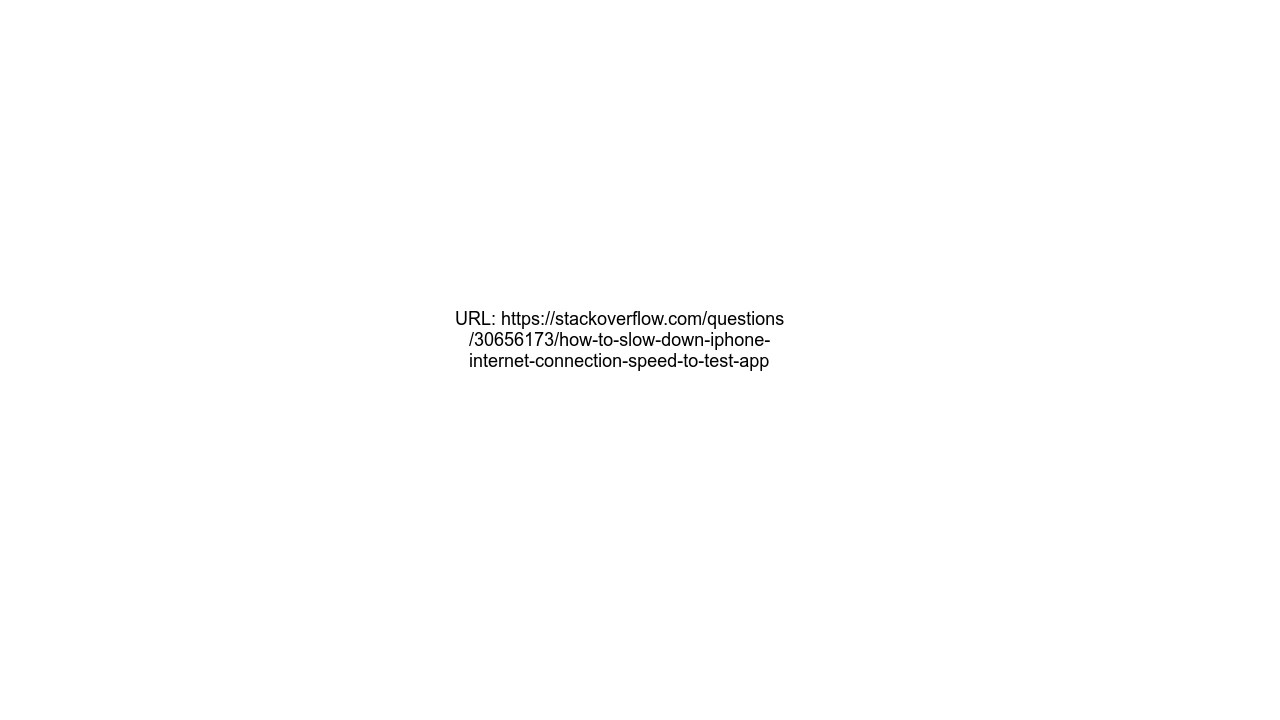 URL: https://stackoverflow.com/questions
/30656173/how-to-slow-down-iphone-
internet-connection-speed-to-test-app